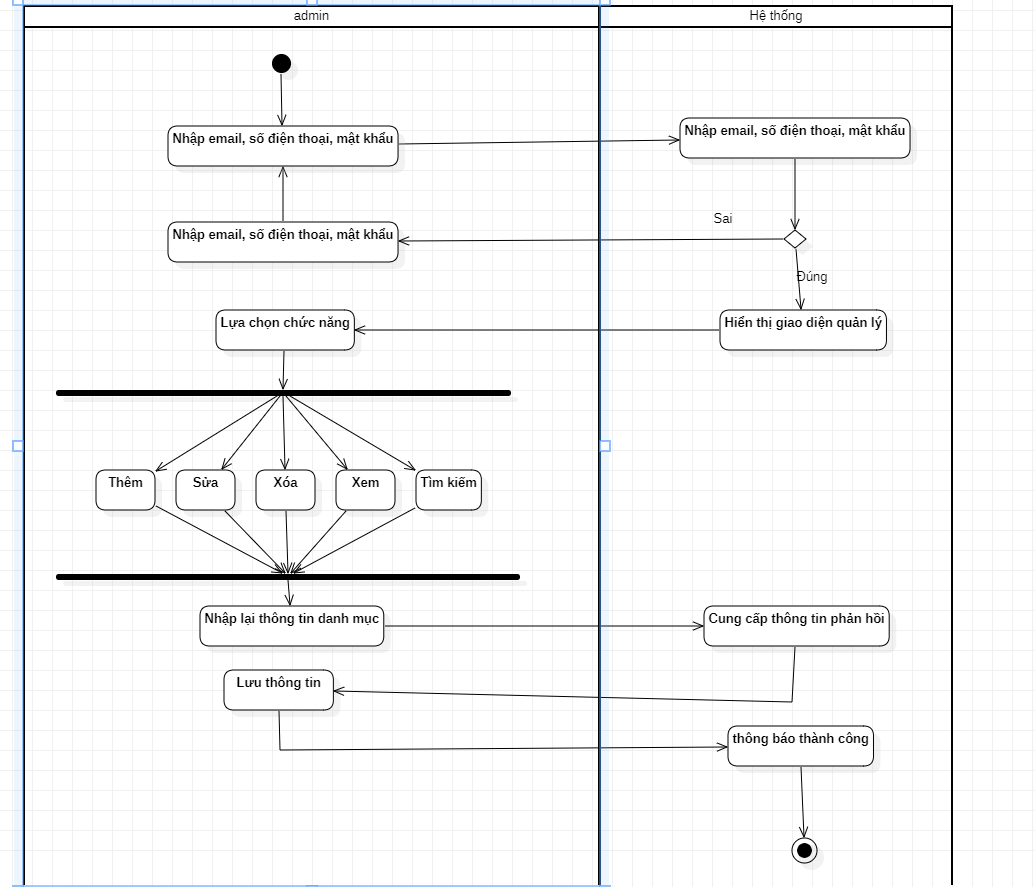 admin
Hệ thống
Nhập email, số điện thoại, mật khẩu
Nhập email, số điện thoại, mật khẩu
Nhập email, số điện thoại, mật khẩu
Sai
Đúng
Lựa chọn chức năng
Hiển thị giao diện quản lý
Thêm
Sửa
Xóa
Xem
Tìm kiếm
Nhập lại thông tin danh mục
Cung cấp thông tin phản hồi
Lưu thông tin
thông báo thành công